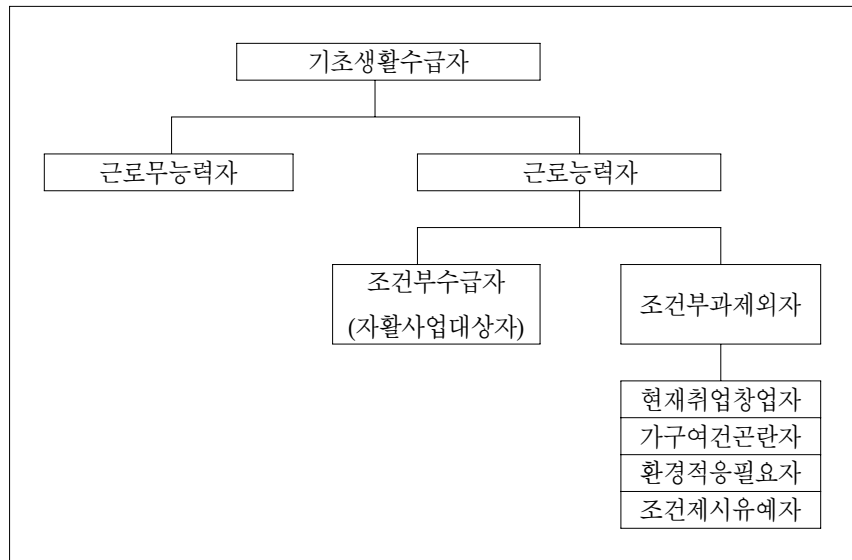 기초생활수급자
근로무능력자
근로능력자
조건부수급자
(자활사업대상자)
조건부과제외자
현재취업창업자
가구여건곤란자
환경적응필요자
조건제시유예자